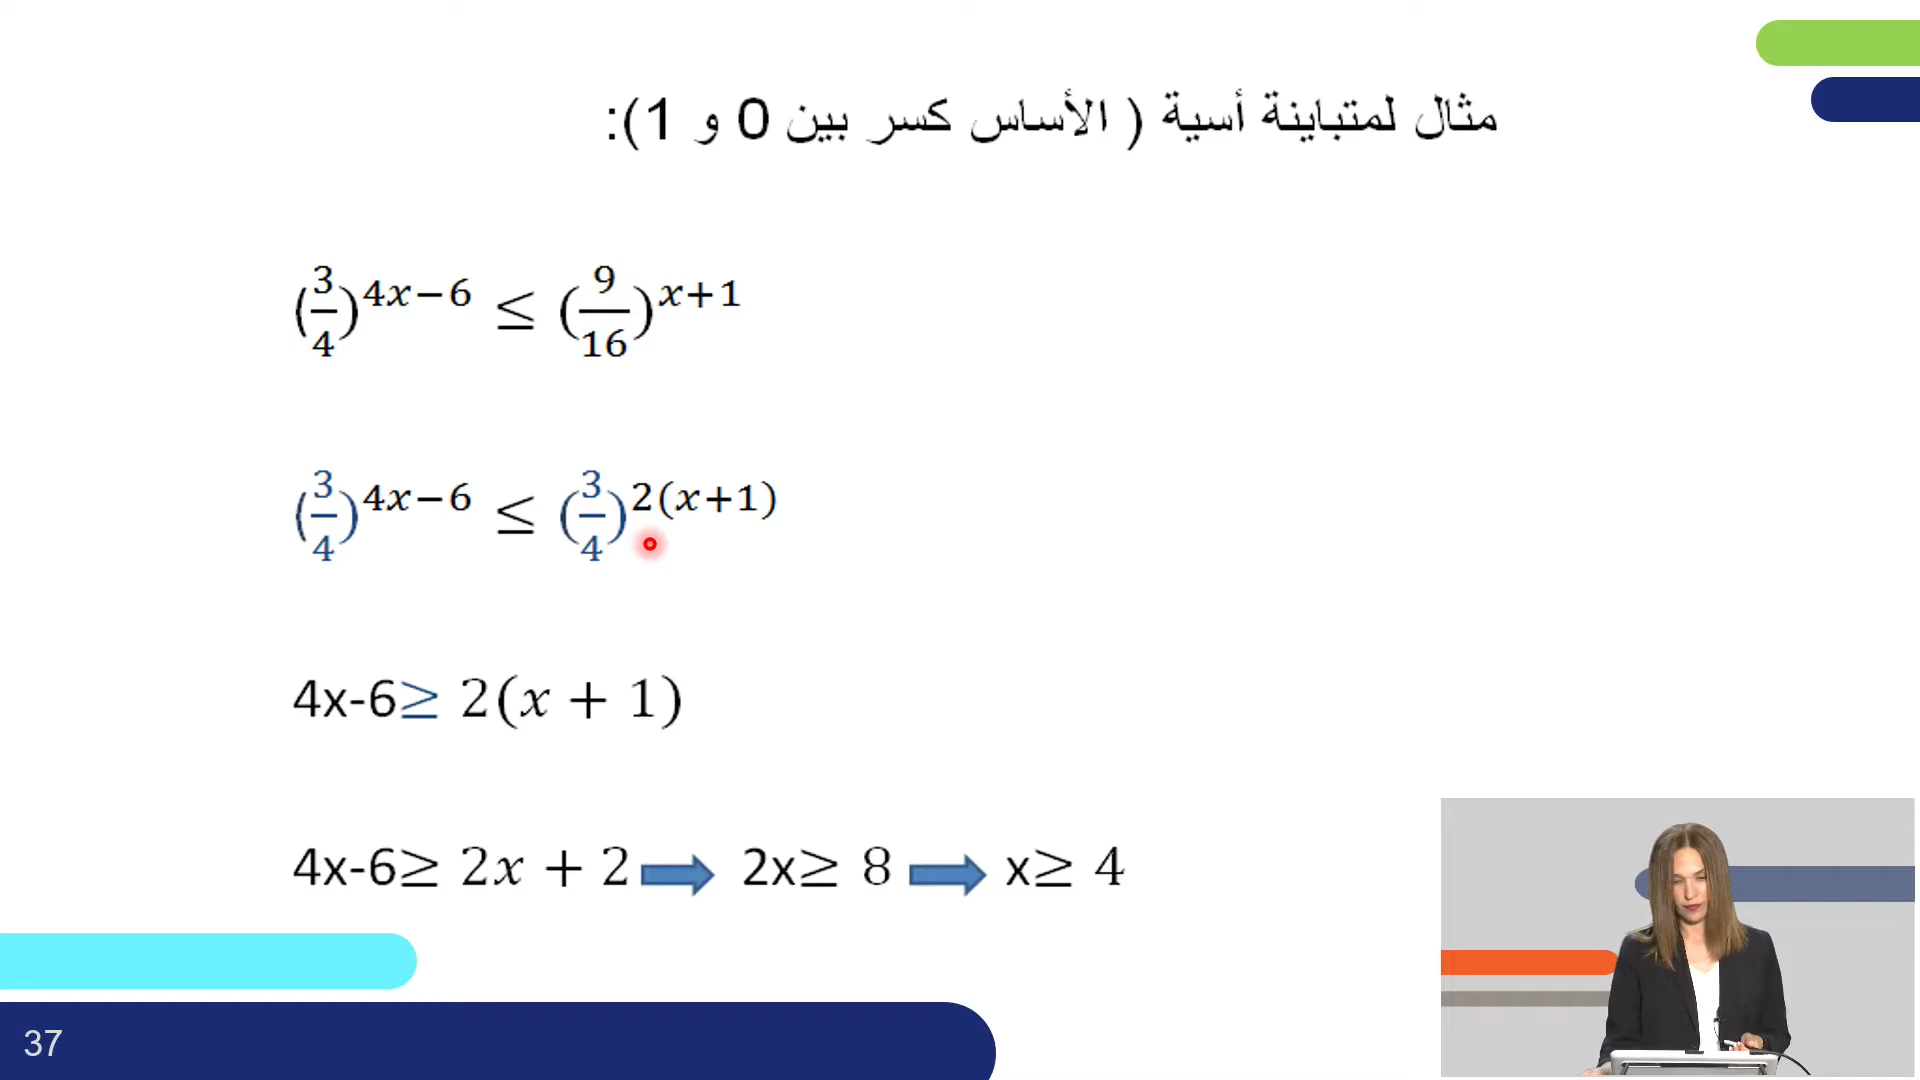 مثال لمتباينة أسية ( الأساس كسر بين 0 و 1):
(3/4)^{4x−6} ≤ (9/16)^{x+1}
(3/4)^{4x−6} ≤ (3/4)^{2(x+1)}
4x-6≥ 2(x + 1)
4x-6≥ 2x + 2 ➡ 2x≥ 8 ➡ x≥ 4
37